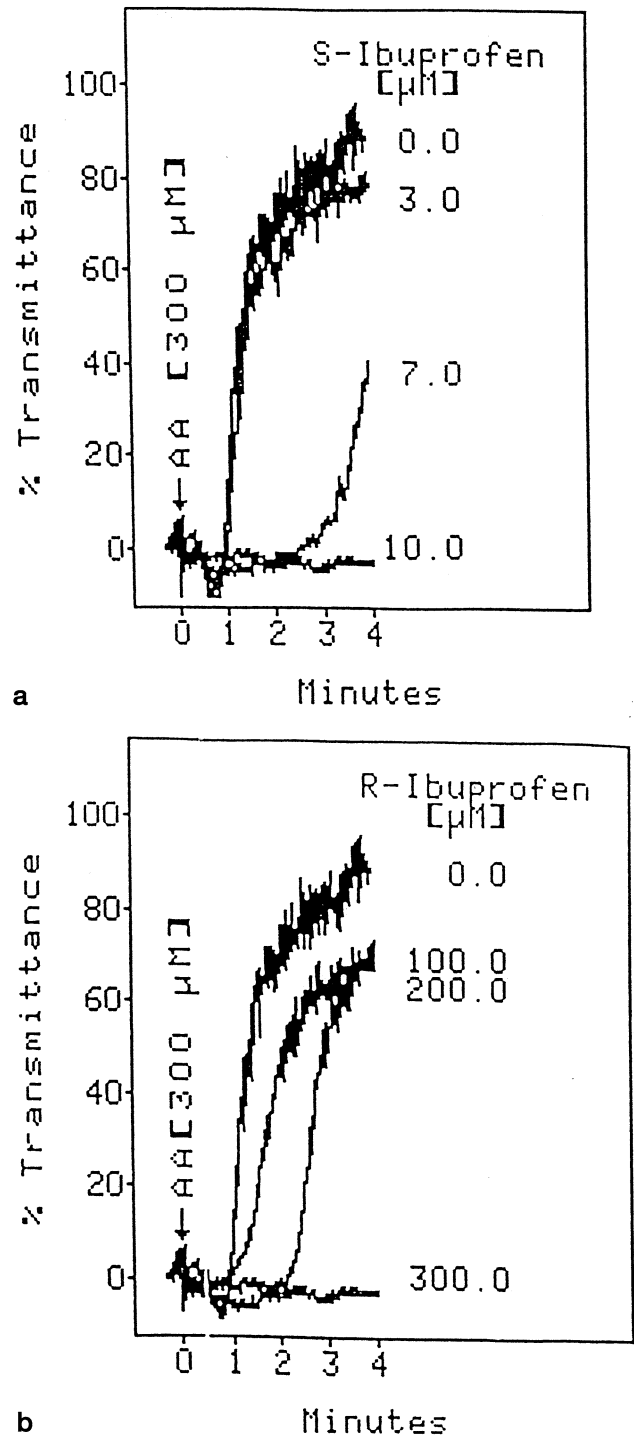 S-Ibuprofen
[µM]
100
0.0
80
3.0
60
40
7.0
20
0
10.0
% Transmittance
AA [300 µM]
0 1 2 3 4
Minutes
a
R-Ibuprofen
[µM]
100
0.0
80
100.0
60
200.0
40
20
0
300.0
% Transmittance
AA[300 µM]
0 1 2 3 4
Minutes
b